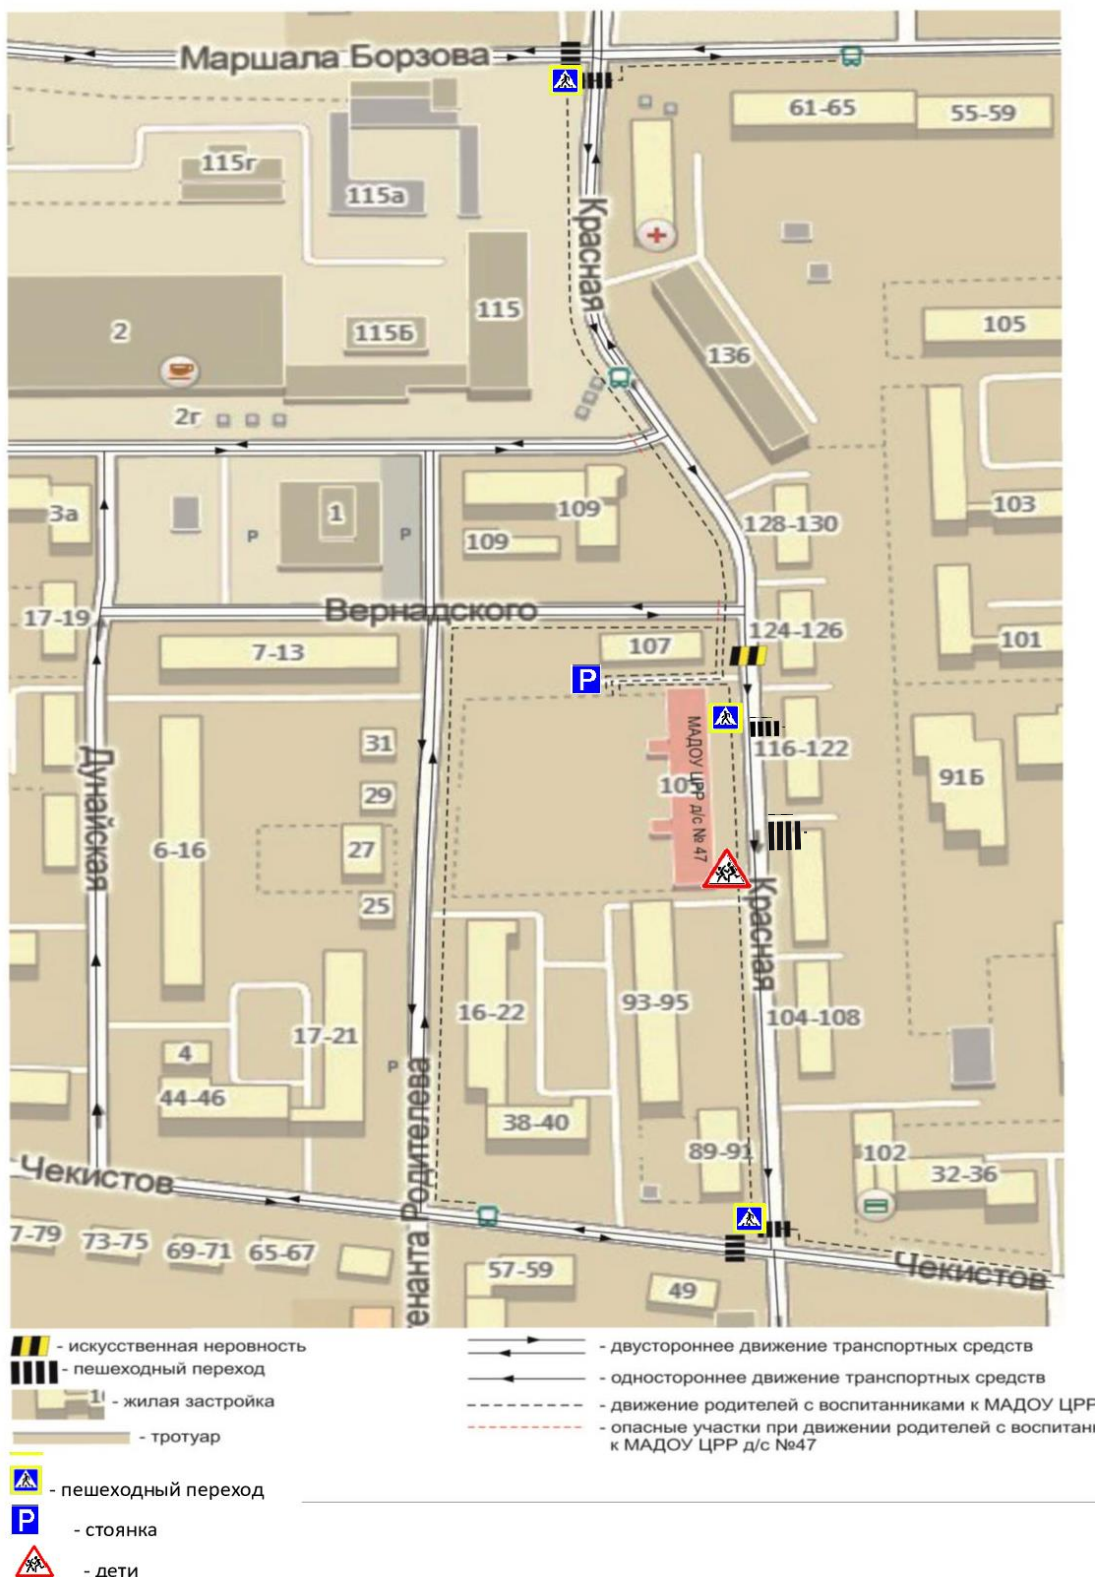 Маршала Борзова
61-65
55-59
115г
115а
Красная
115
105
2
115Б
136
2г
3а
1
109
128-130
103
Р
Р
109
Вернадского
17-19
124-126
107
101
7-13
P
МАДОУ ЦРР д/с № 47
31
116-122
Дунайская
29
91Б
6-16
27
25
Красная
16-22
93-95
104-108
17-21
4
Р
44-46
38-40
89-91
102
32-36
Чекистов
Родителева
7-79
73-75
69-71
65-67
57-59
49
Чекистов
енанта
- искусственная неровность
- пешеходный переход
- жилая застройка
- тротуар
- пешеходный переход
P - стоянка
- дети
- двустороннее движение транспортных средств
- одностороннее движение транспортных средств
- движение родителей с воспитанниками к МАДОУ ЦРР
- опасные участки при движении родителей с воспитан
к МАДОУ ЦРР д/с №47